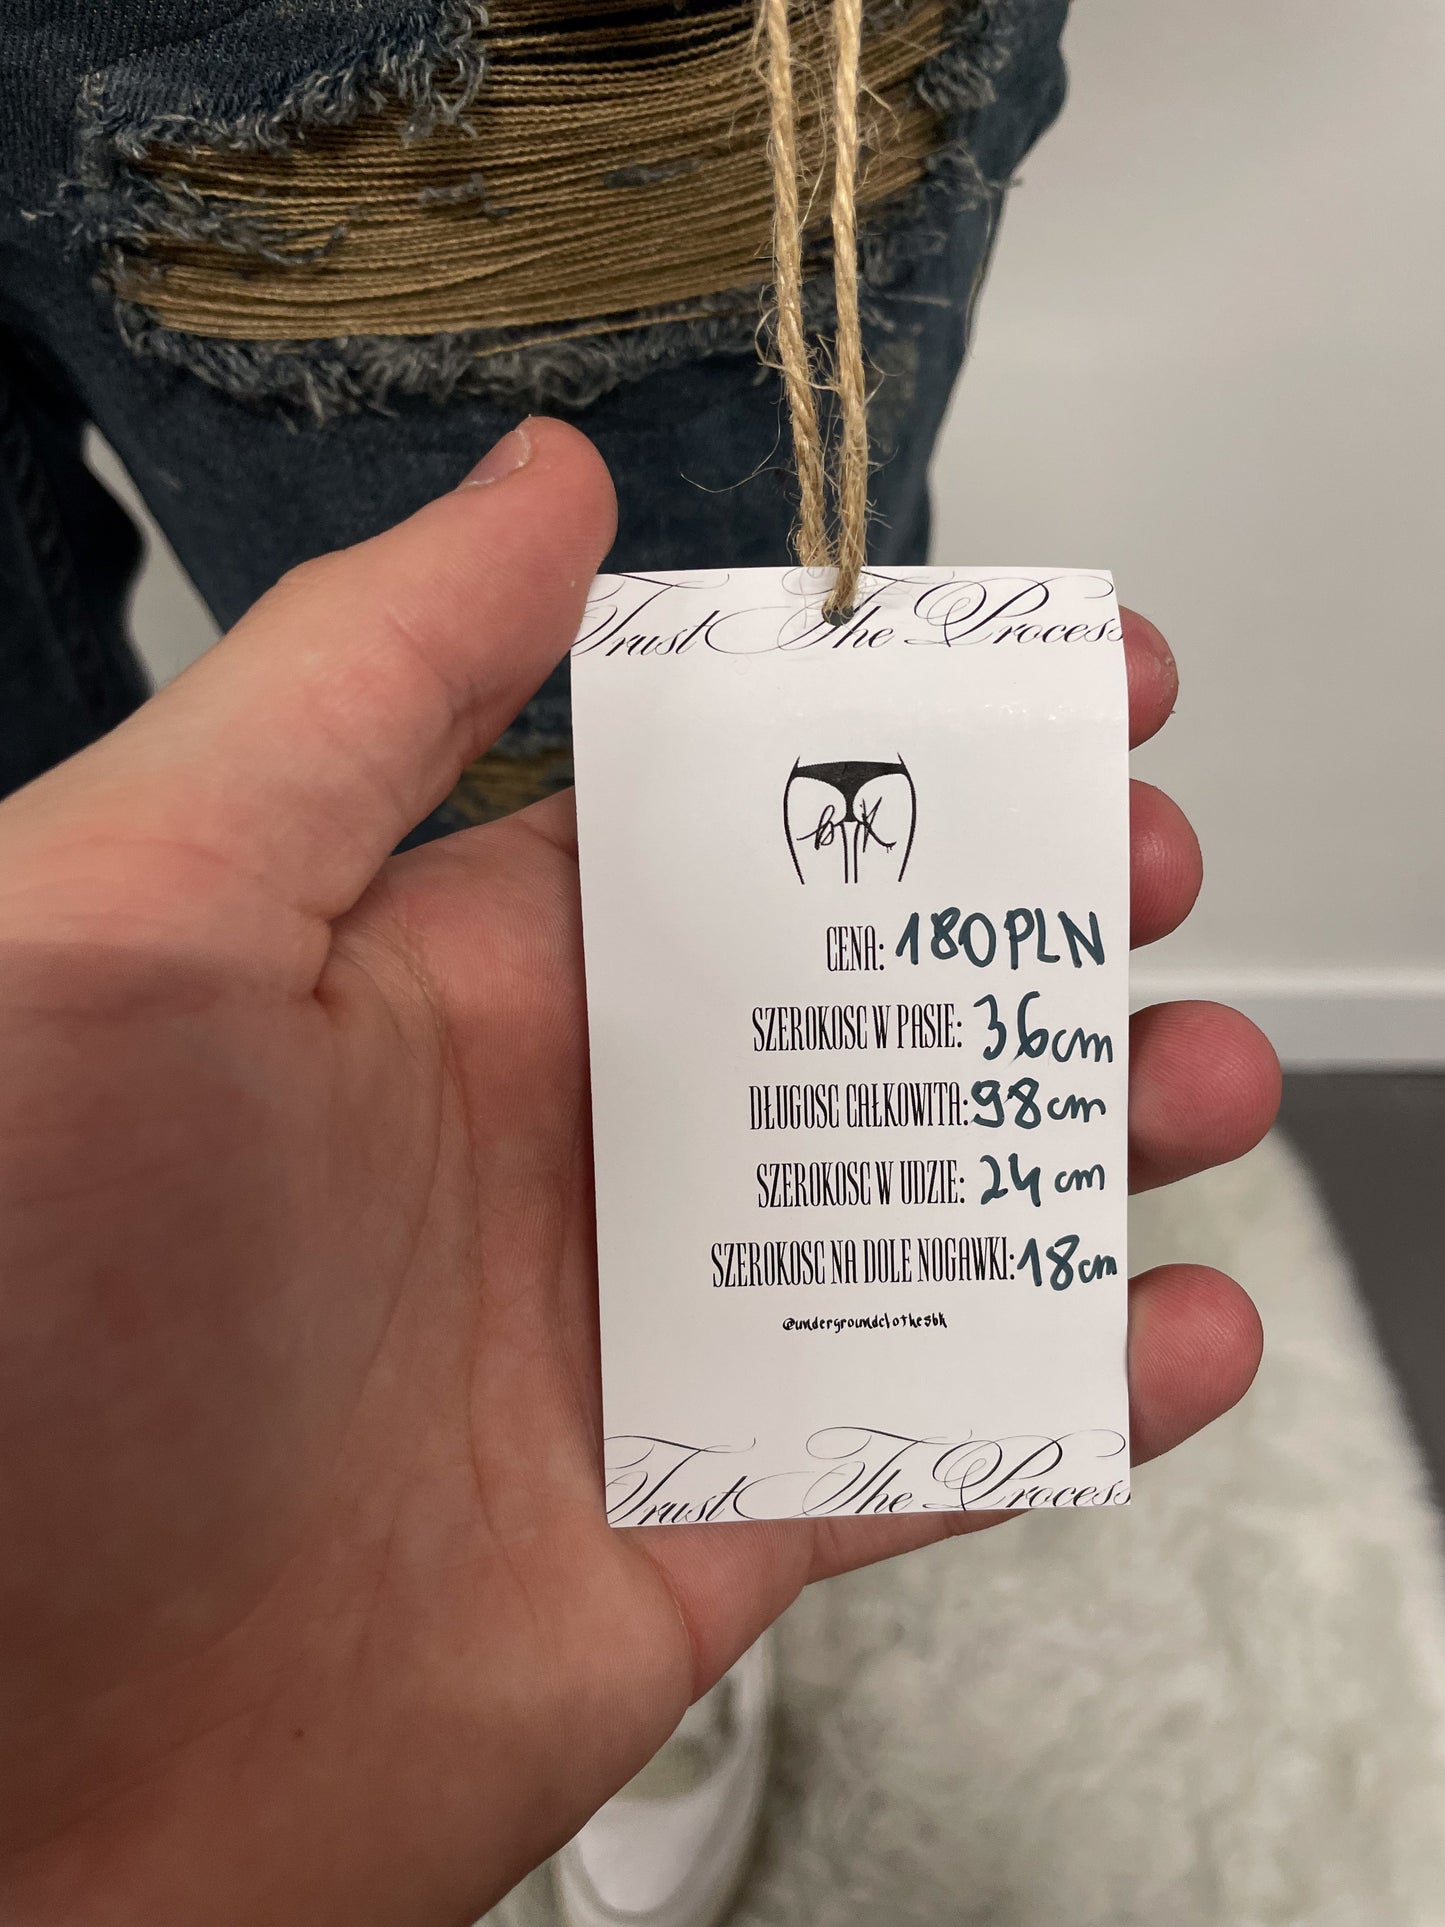 Trust The Process
BK
CENA: 180 PLN
SZEROKOSC W PASIE: 36cm
DŁUGOSC CAŁKOWITA: 98cm
SZEROKOSC W UDZIE: 24 cm
SZEROKOSC NA DOLE NOGAWKI: 18cm
@undergroundclothesbk
Trust The Process